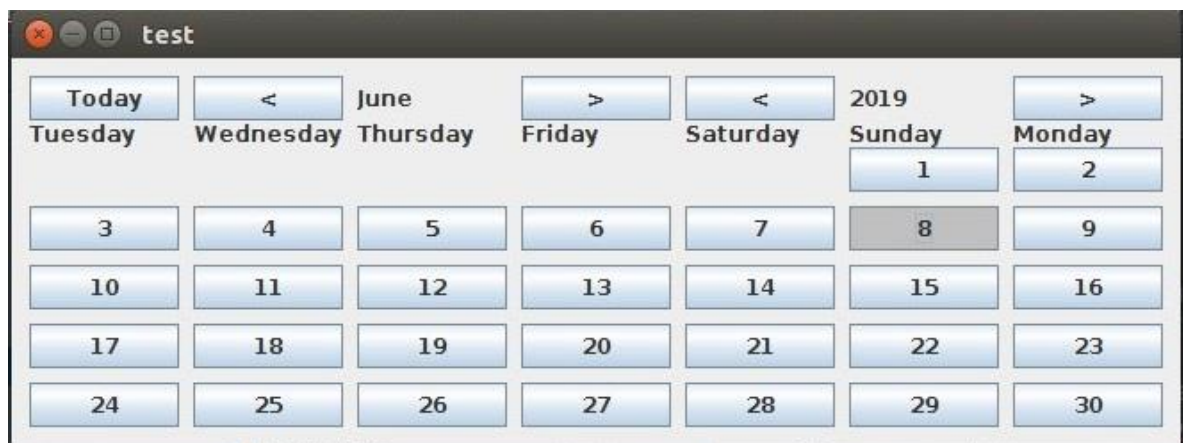 test
Today < June > < 2019 >
Tuesday Wednesday Thursday Friday Saturday Sunday Monday
1 2
3 4 5 6 7 8 9
10 11 12 13 14 15 16
17 18 19 20 21 22 23
24 25 26 27 28 29 30